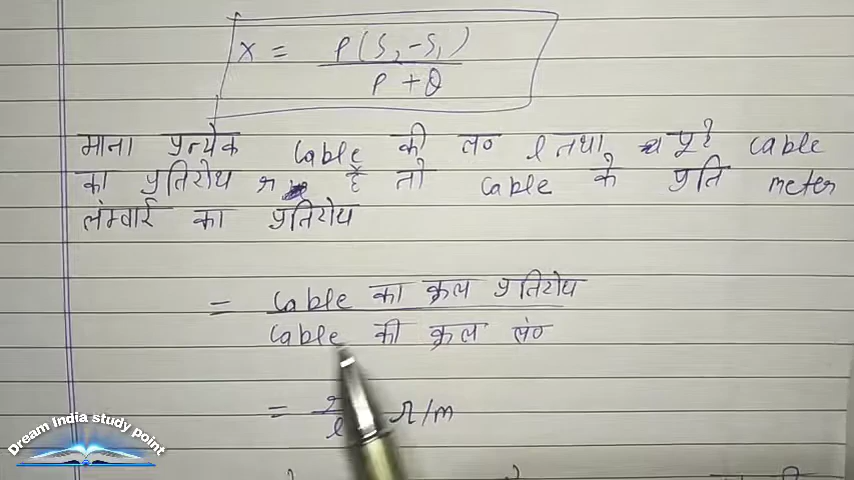 x = P(S₂-S₁) / P+Q
माना प्रत्येक Cable की लं० l तथा पूरे cable
का प्रतिरोध r है तो cable के प्रति meter
लंम्बाई का प्रतिरोध
= Cable का कुल प्रतिरोध
Cable की कुल लं०
= r/l Ω/m
Dream India study point